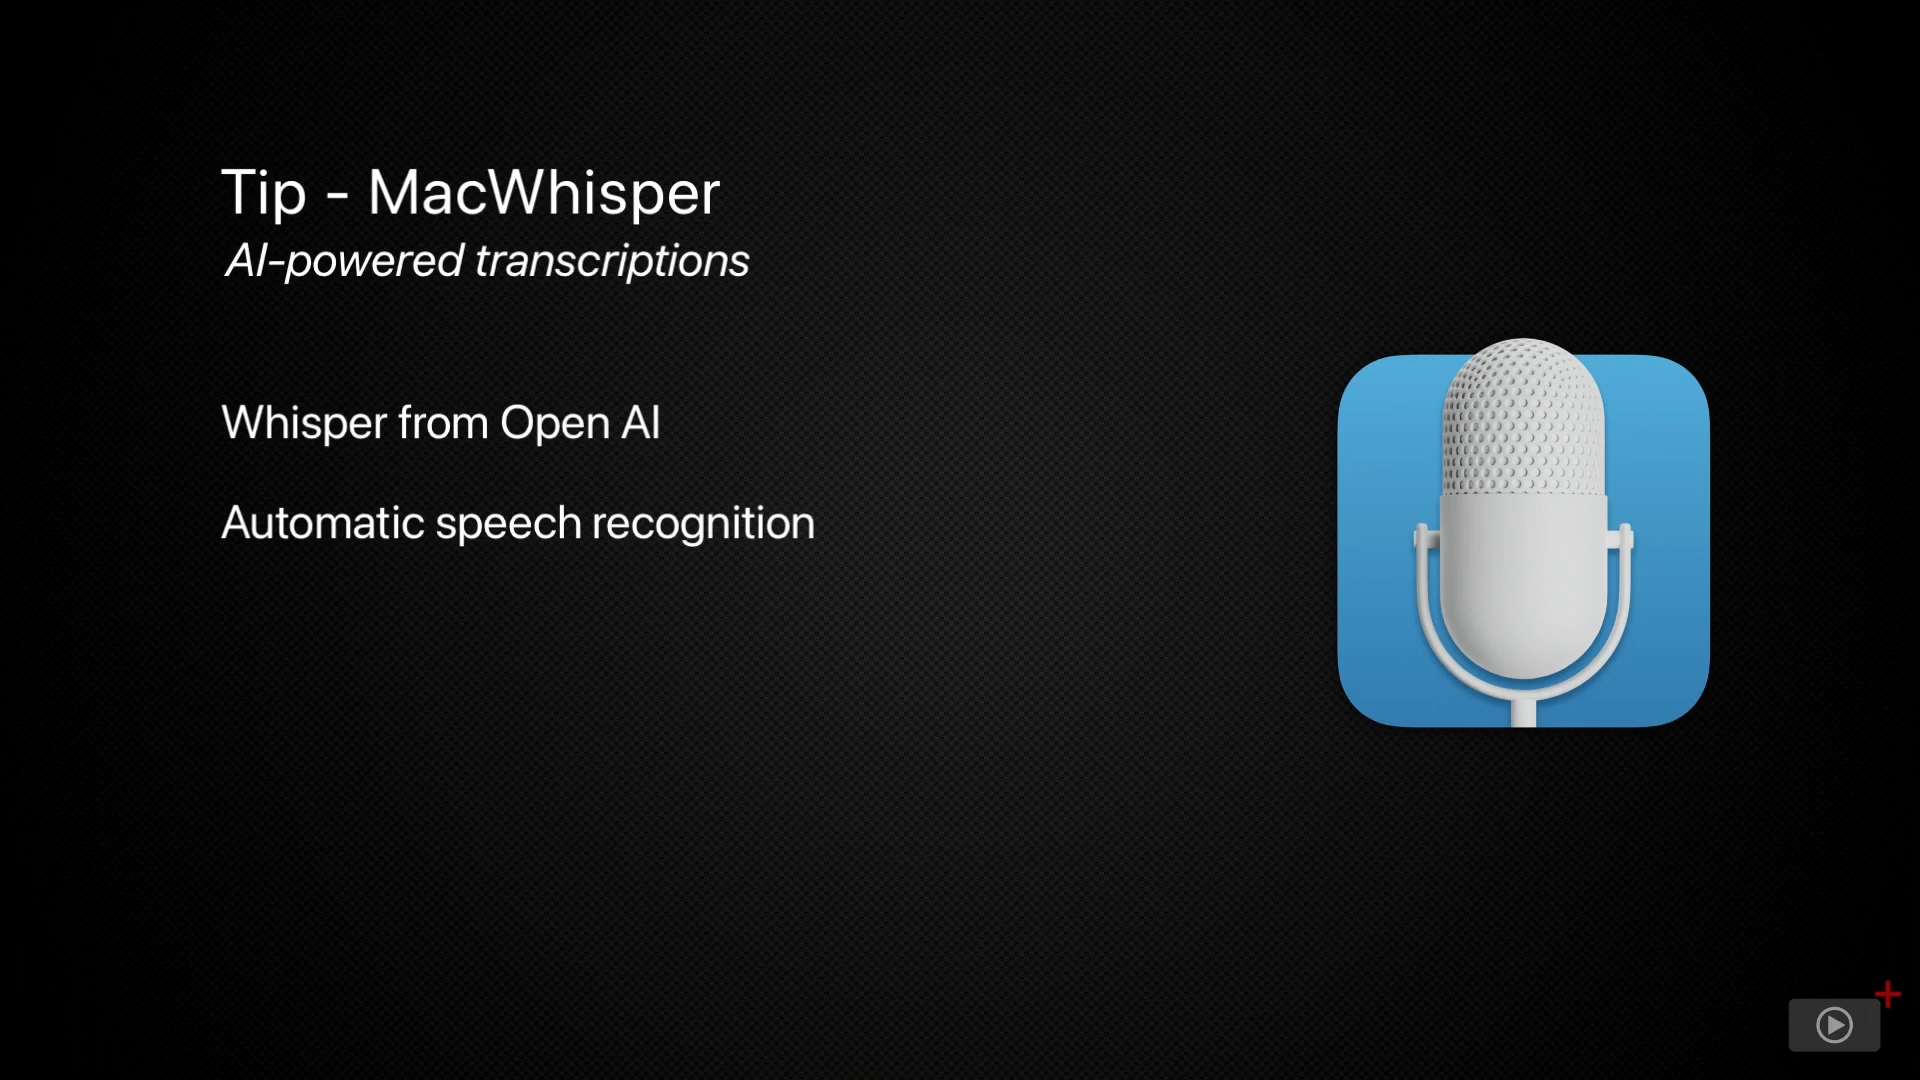 Tip - MacWhisper
AI-powered transcriptions
Whisper from Open AI
Automatic speech recognition